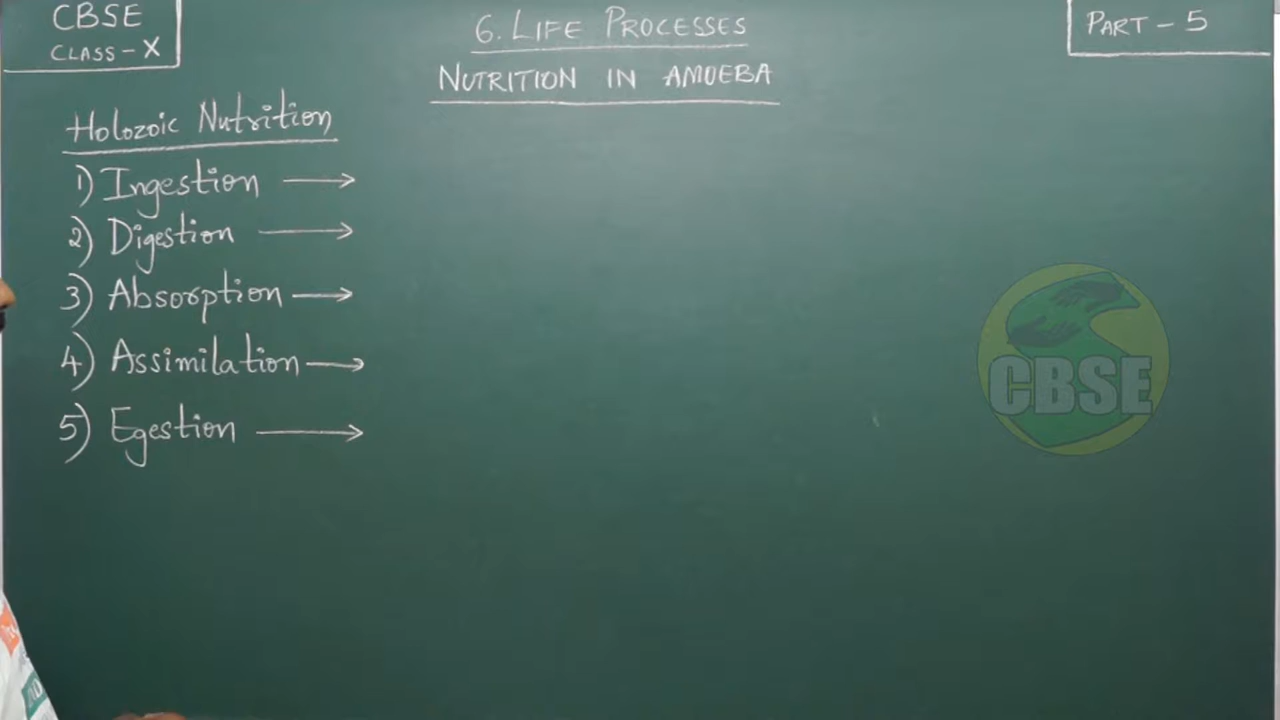 CBSE
CLASS - X
6. LIFE PROCESSES
NUTRITION IN AMOEBA
PART - 5
Holozoic Nutrition
1) Ingestion →
2) Digestion →
3) Absorption →
4) Assimilation →
5) Egestion →
CBSE